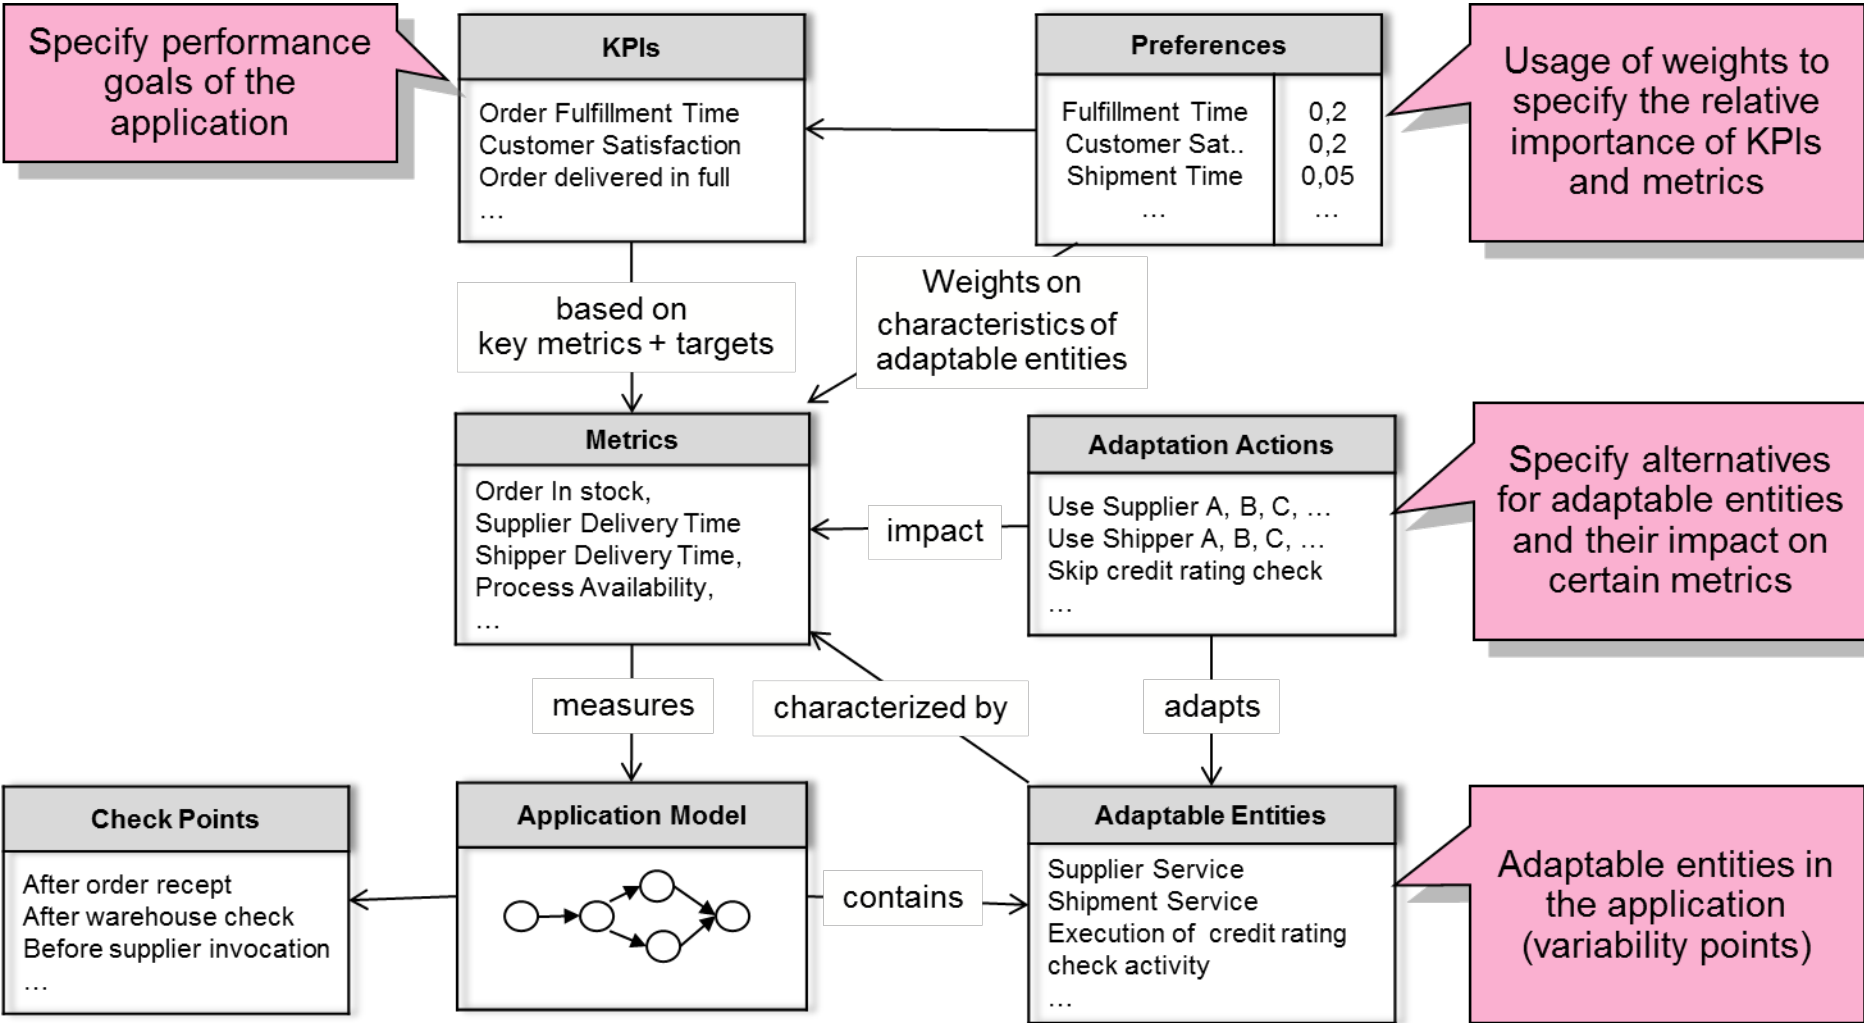 Specify performance
goals of the
application
KPIs
Order Fulfillment Time
Customer Satisfaction
Order delivered in full
...
Preferences
Fulfillment Time 0,2
Customer Sat.. 0,2
Shipment Time 0,05
... ...
Usage of weights to
specify the relative
importance of KPIs
and metrics
based on
key metrics + targets
Weights on
characteristics of
adaptable entities
Metrics
Order In stock,
Supplier Delivery Time
Shipper Delivery Time,
Process Availability,
...
impact
Adaptation Actions
Use Supplier A, B, C, ...
Use Shipper A, B, C, ...
Skip credit rating check
...
Specify alternatives
for adaptable entities
and their impact on
certain metrics
measures
characterized by
adapts
Check Points
After order recept
After warehouse check
Before supplier invocation
...
Application Model
contains
Adaptable Entities
Supplier Service
Shipment Service
Execution of credit rating
check activity
...
Adaptable entities in
the application
(variability points)